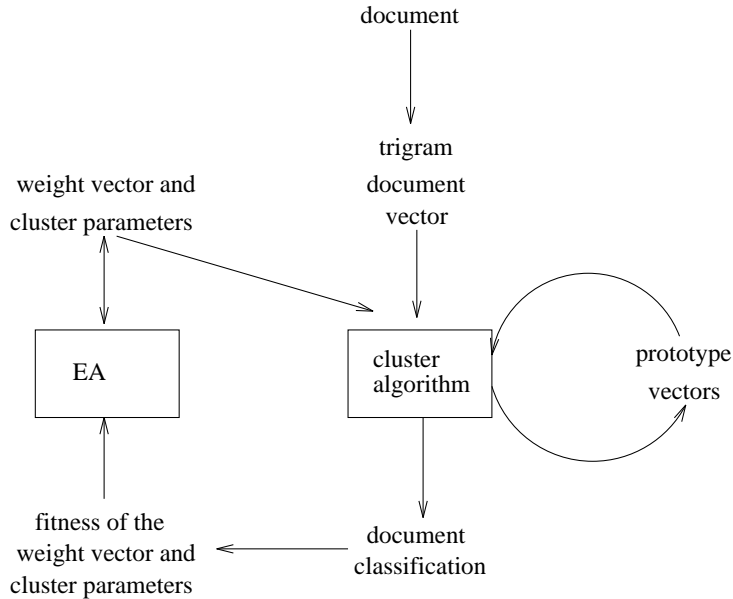 document
trigram
document
vector
weight vector and
cluster parameters
EA
cluster
algorithm
prototype
vectors
fitness of the
weight vector and
cluster parameters
document
classification